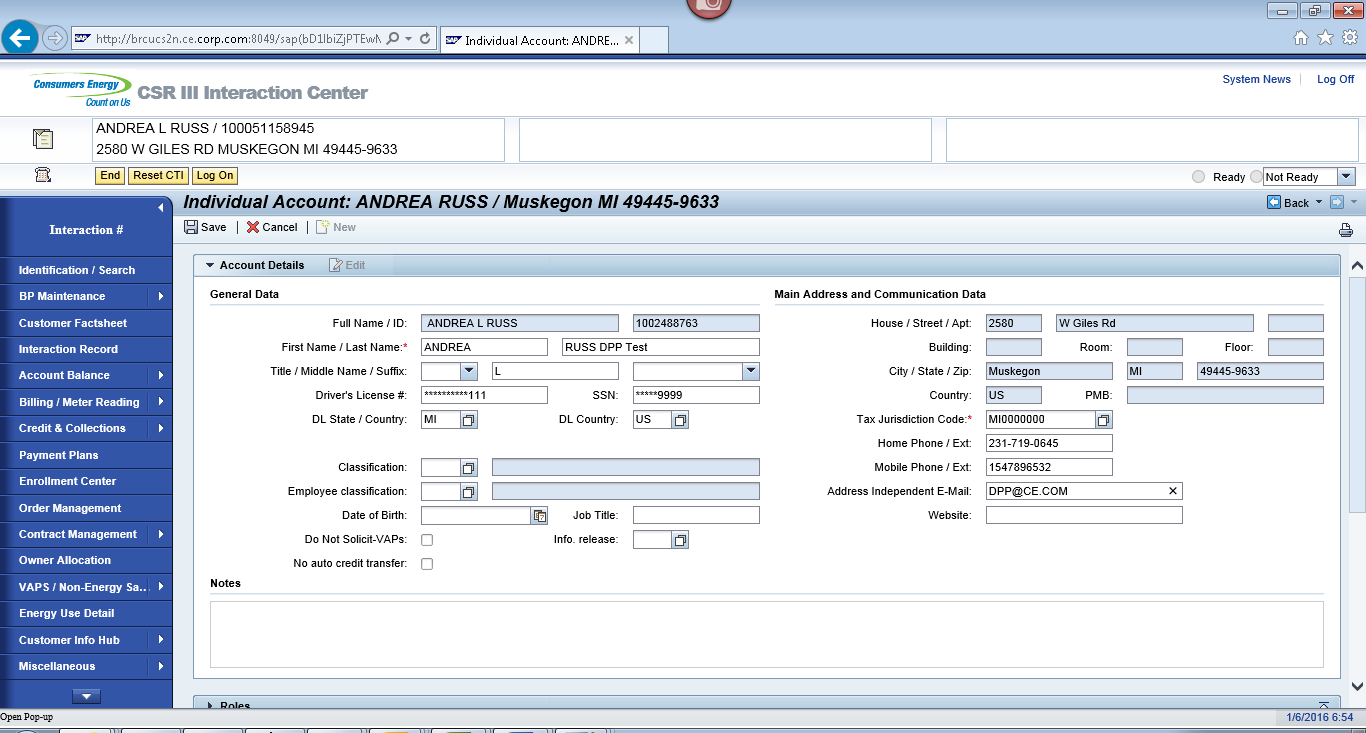 http://brcucs2n.ce.corp.com:8049/sap(bD1lbiZjPTEwN
Individual Account: ANDRE...
Consumers Energy
Count on Us
CSR III Interaction Center
System News | Log Off
ANDREA L RUSS / 100051158945
2580 W GILES RD MUSKEGON MI 49445-9633
End Reset CTI Log On
Ready Not Ready
Individual Account: ANDREA RUSS / Muskegon MI 49445-9633
Back
Save | Cancel | New
Interaction #
Identification / Search
BP Maintenance
Customer Factsheet
Interaction Record
Account Balance
Billing / Meter Reading
Credit & Collections
Payment Plans
Enrollment Center
Order Management
Contract Management
Owner Allocation
VAPS / Non-Energy Sa...
Energy Use Detail
Customer Info Hub
Miscellaneous
Account Details Edit
General Data
Full Name / ID: ANDREA L RUSS 1002488763
First Name / Last Name:* ANDREA RUSS DPP Test
Title / Middle Name / Suffix: L
Driver's License #: **********111 SSN: *****9999
DL State / Country: MI DL Country: US
Classification:
Employee classification:
Date of Birth: Job Title:
Do Not Solicit-VAPs: Info. release:
No auto credit transfer:
Main Address and Communication Data
House / Street / Apt: 2580 W Giles Rd
Building: Room: Floor:
City / State / Zip: Muskegon MI 49445-9633
Country: US PMB:
Tax Jurisdiction Code:* MI0000000
Home Phone / Ext: 231-719-0645
Mobile Phone / Ext: 1547896532
Address Independent E-Mail: DPP@CE.COM
Website:
Notes
Roles
Open Pop-up
1/6/2016 6:54